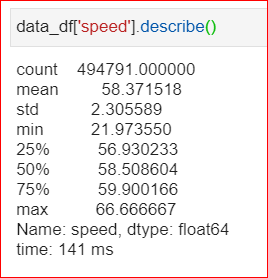 data_df['speed'].describe()
count 494791.000000
mean 58.371518
std 2.305589
min 21.973550
25% 56.930233
50% 58.508604
75% 59.900166
max 66.666667
Name: speed, dtype: float64
time: 141 ms